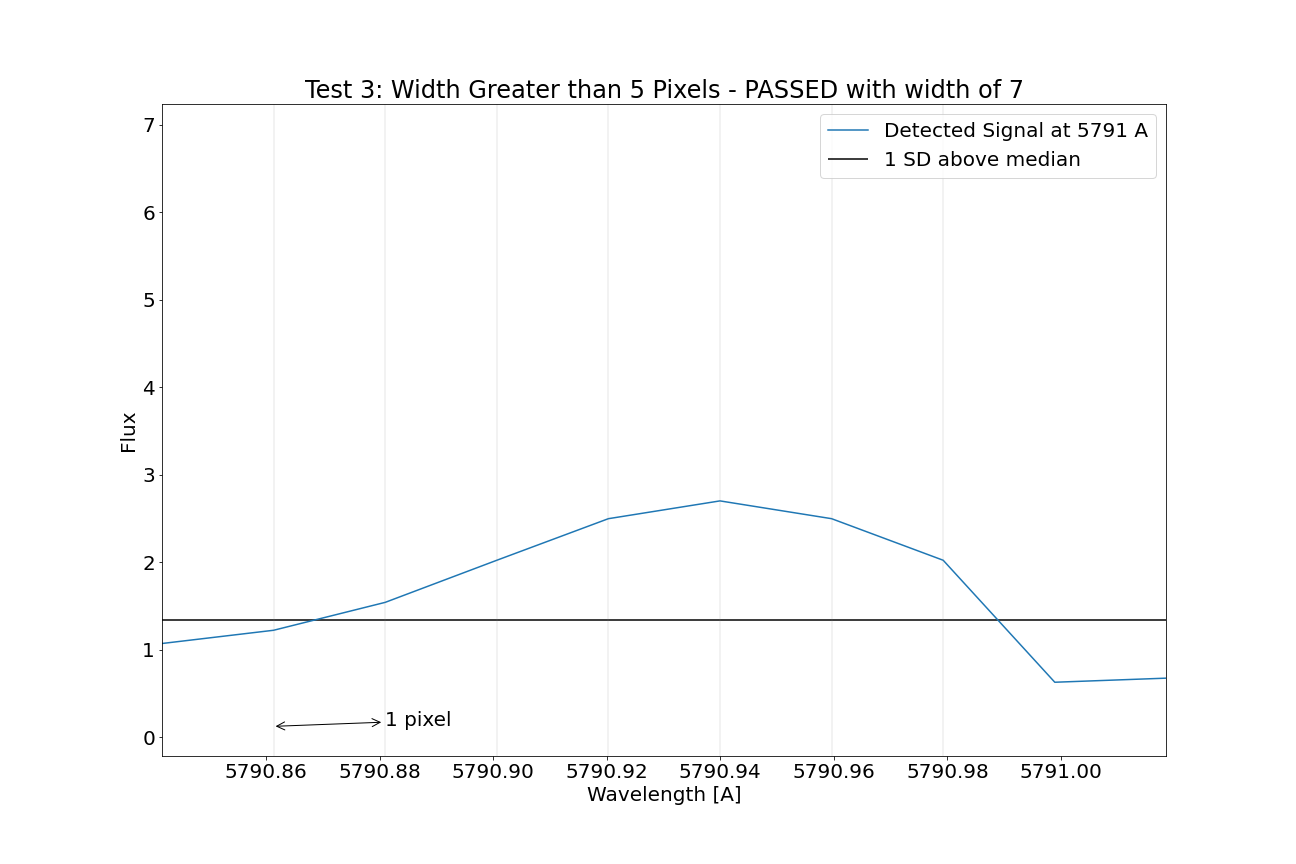 Test 3: Width Greater than 5 Pixels - PASSED with width of 7
Detected Signal at 5791 A
1 SD above median
7
6
5
4
3
2
1
0
Flux
1 pixel
5790.86 5790.88 5790.90 5790.92 5790.94 5790.96 5790.98 5791.00
Wavelength [A]